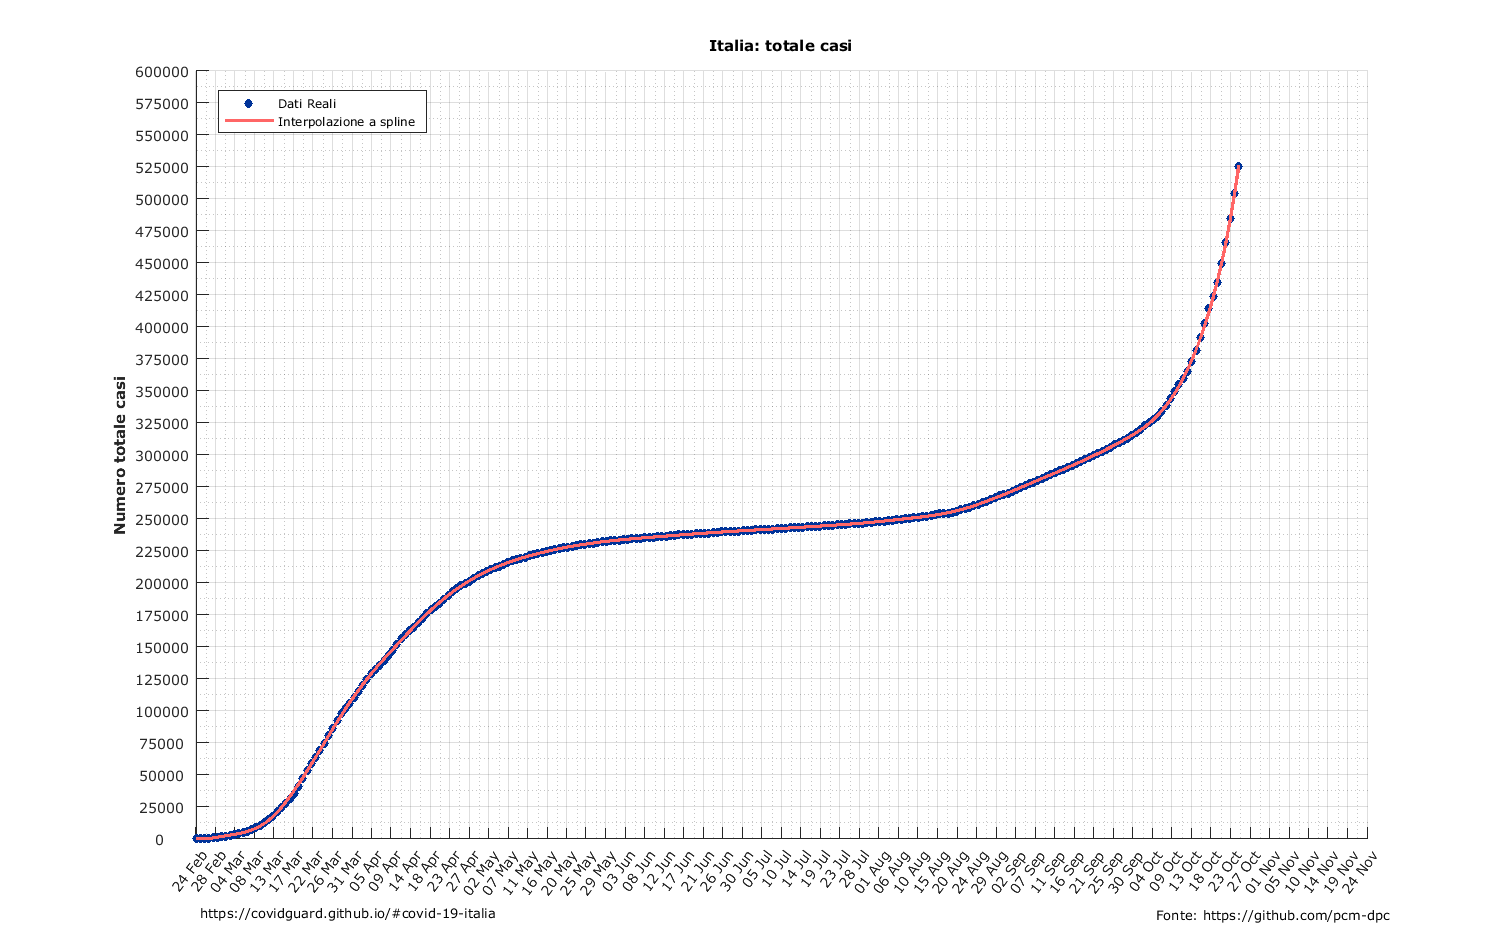 Italia: totale casi
Dati Reali
Interpolazione a spline
Numero totale casi
600000
575000
550000
525000
500000
475000
450000
425000
400000
375000
350000
325000
300000
275000
250000
225000
200000
175000
150000
125000
100000
75000
50000
25000
0
24 Feb
28 Feb
04 Mar
08 Mar
13 Mar
17 Mar
22 Mar
26 Mar
31 Mar
05 Apr
09 Apr
14 Apr
18 Apr
23 Apr
27 Apr
02 May
07 May
11 May
16 May
20 May
25 May
29 May
03 Jun
08 Jun
12 Jun
17 Jun
21 Jun
26 Jun
30 Jun
05 Jul
10 Jul
14 Jul
19 Jul
23 Jul
28 Jul
01 Aug
06 Aug
10 Aug
15 Aug
20 Aug
24 Aug
29 Aug
02 Sep
07 Sep
11 Sep
16 Sep
21 Sep
25 Sep
30 Sep
04 Oct
09 Oct
13 Oct
18 Oct
23 Oct
27 Oct
01 Nov
05 Nov
10 Nov
14 Nov
19 Nov
24 Nov
https://covidguard.github.io/#covid-19-italia
Fonte: https://github.com/pcm-dpc